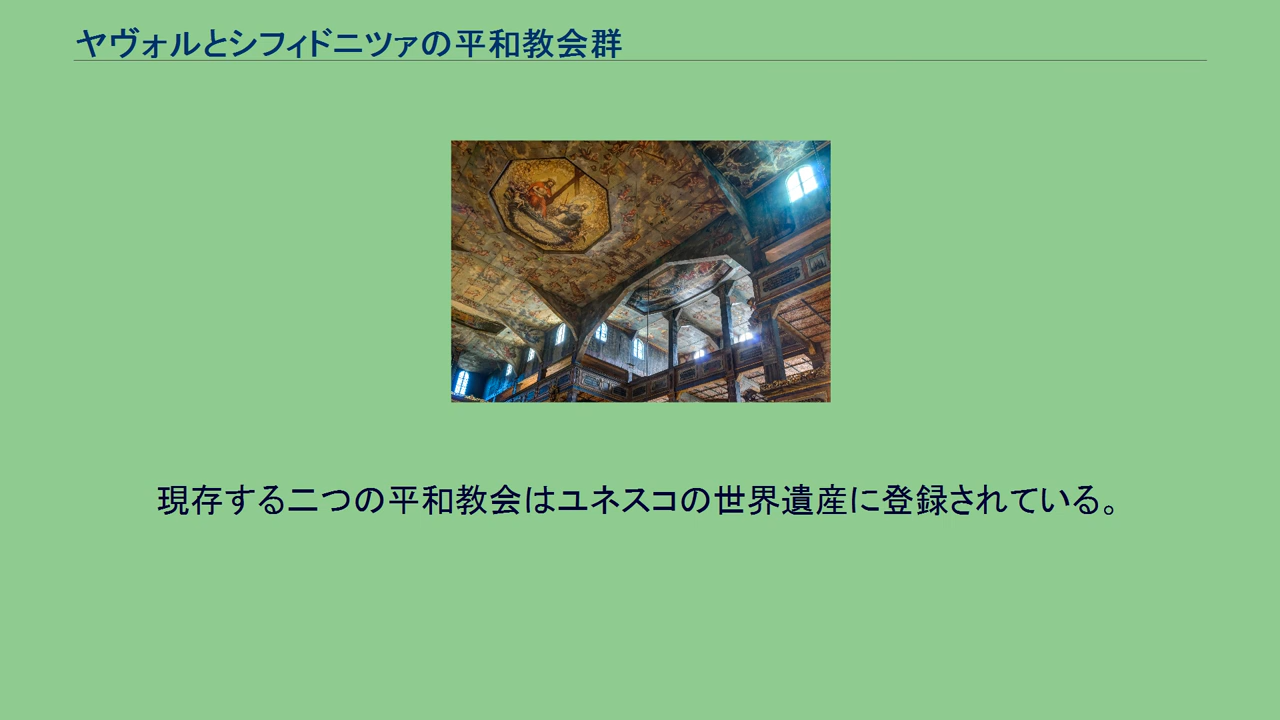 ヤヴォルとシフィドニツァの平和教会群
現存する二つの平和教会はユネスコの世界遺産に登録されている。